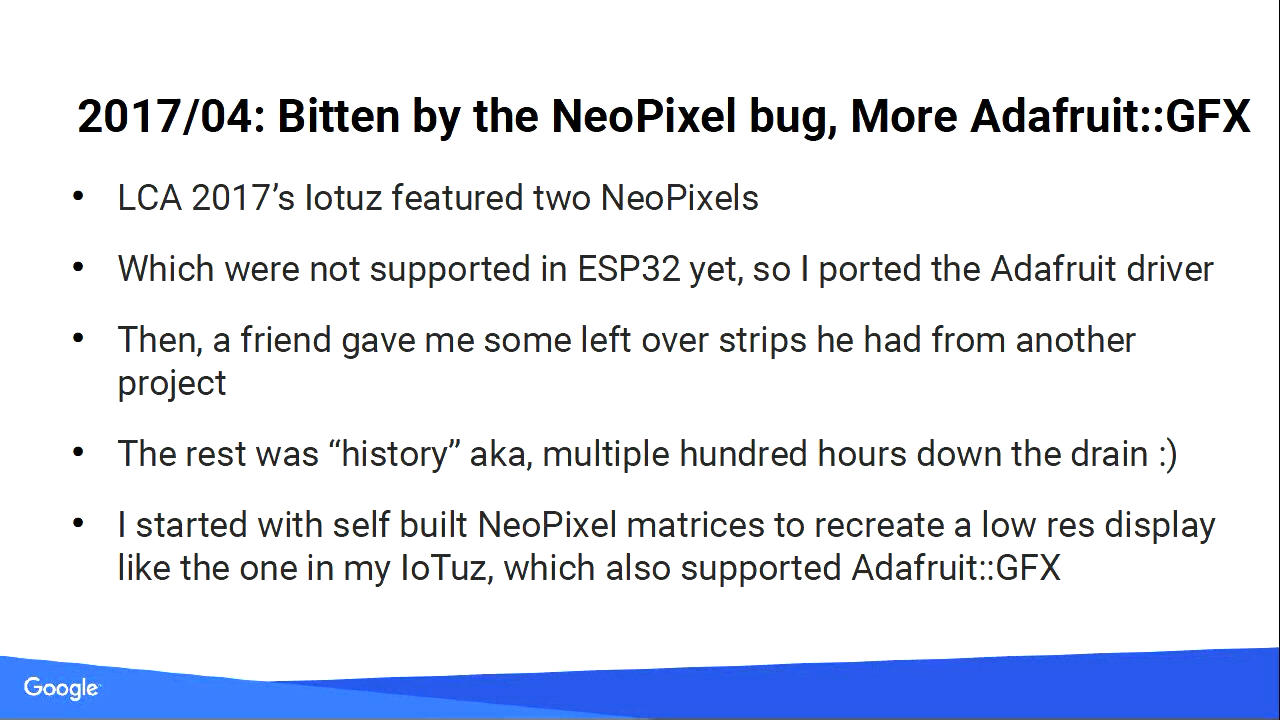 2017/04: Bitten by the NeoPixel bug, More Adafruit::GFX
• LCA 2017’s Iotuz featured two NeoPixels
• Which were not supported in ESP32 yet, so I ported the Adafruit driver
• Then, a friend gave me some left over strips he had from another
project
• The rest was “history” aka, multiple hundred hours down the drain :)
• I started with self built NeoPixel matrices to recreate a low res display
like the one in my IoTuz, which also supported Adafruit::GFX
Google